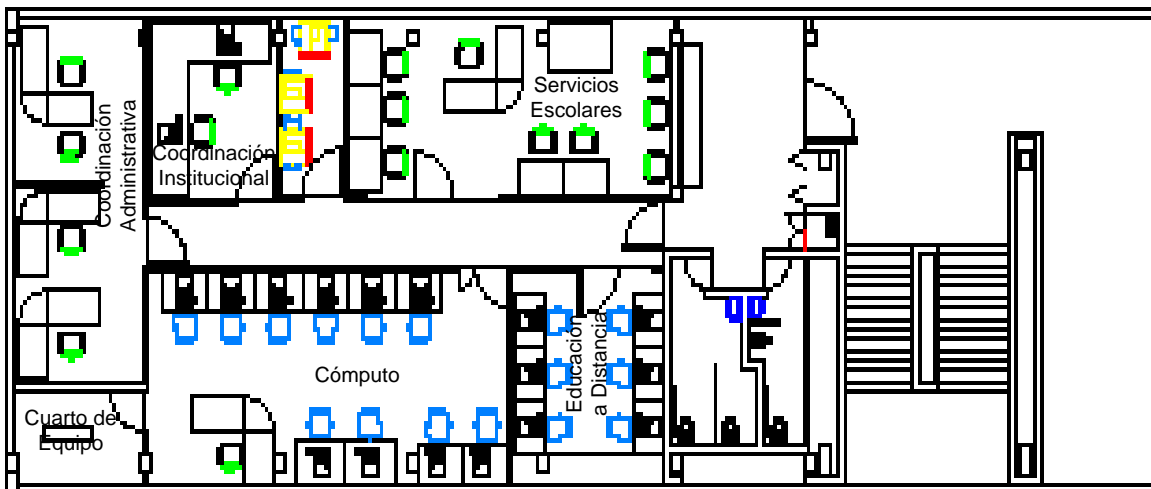 Servicios
Escolares
Coordinación
Administrativa
Coordinación
Institucional
Cómputo
Educación
a Distancia
Cuarto de
Equipo